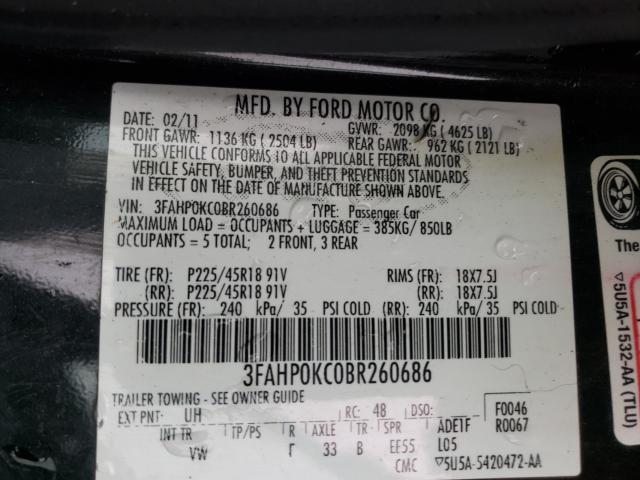 MFD. BY FORD MOTOR CO.
DATE: 02/11
GVWR: 2098 KG ( 4625 LB)
FRONT GAWR: 1136 KG ( 2504 LB)
REAR GAWR: 962 KG ( 2121 LB)
THIS VEHICLE CONFORMS TO ALL APPLICABLE FEDERAL MOTOR
VEHICLE SAFETY, BUMPER, AND THEFT PREVENTION STANDARDS
IN EFFECT ON THE DATE OF MANUFACTURE SHOWN ABOVE.
VIN: 3FAHP0KC0BR260686 TYPE: Passenger Car
MAXIMUM LOAD = OCCUPANTS + LUGGAGE = 385KG/ 850LB
OCCUPANTS = 5 TOTAL; 2 FRONT, 3 REAR
TIRE (FR): P225/45R18 91V RIMS (FR): 18X7.5J
(RR): P225/45R18 91V (RR): 18X7.5J
PRESSURE (FR): 240 kPa/ 35 PSI COLD (RR): 240 kPa/ 35 PSI COLD
3FAHP0KC0BR260686
TRAILER TOWING - SEE OWNER GUIDE
EXT PNT: UH RC: 48 DSO: F0046
INT TR TP/PS R AXLE TR SPR ADE1F R0067
VW 33 B EE55 L05
CMC ▽5U5A-5420472-AA
The
▽5U5A-1532-AA (TLU)